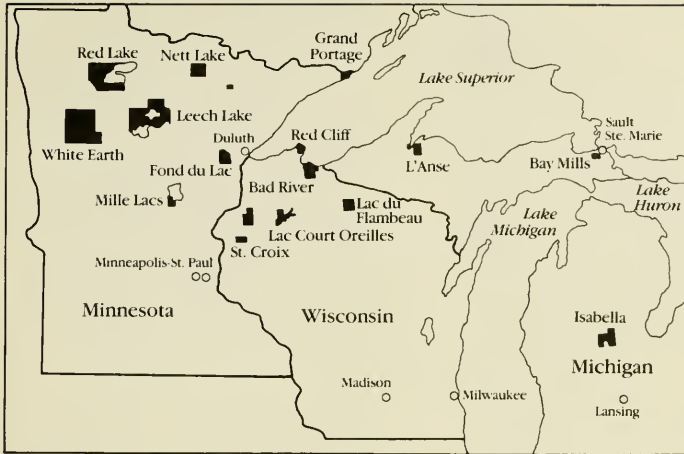 Red Lake
Nett Lake
Grand
Portage
Lake Superior
Leech Lake
White Earth
Duluth
Red Cliff
Sault
Ste. Marie
L'Anse
Bay Mills
Fond du Lac
Bad River
Mille Lacs
Lac du
Flambeau
Lake
Huron
Lake
Michigan
Lac Court Oreilles
St. Croix
Minneapolis-St. Paul
Minnesota
Wisconsin
Isabella
Michigan
Madison
Milwaukee
Lansing